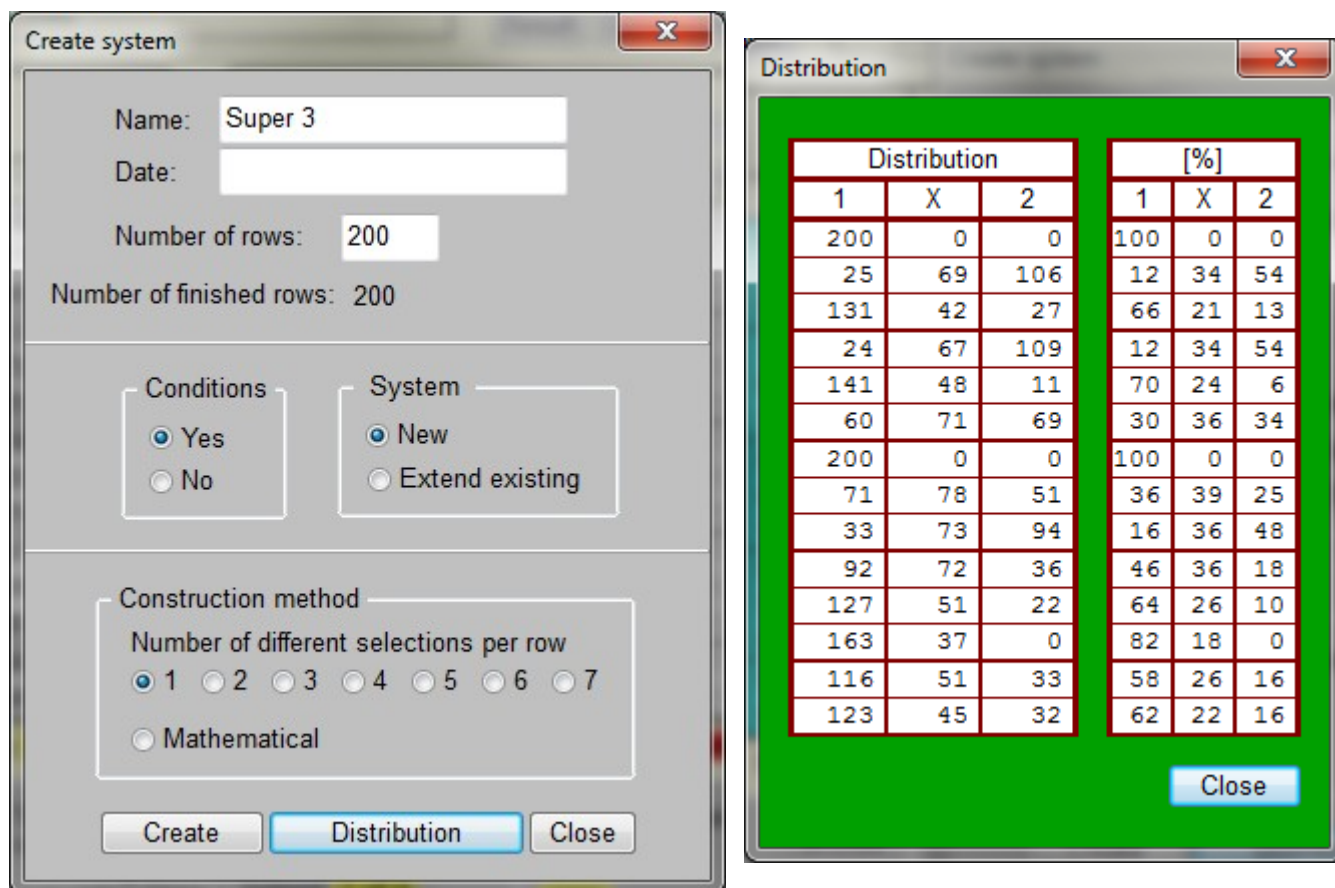 Create system
Name: Super 3
Date:
Number of rows: 200
Number of finished rows: 200
Conditions
Yes
No
System
New
Extend existing
Construction method
Number of different selections per row
1 2 3 4 5 6 7
Mathematical
Create Distribution Close
Distribution
Distribution [%]
1 X 2 1 X 2
200 0 0 100 0 0
25 69 106 12 34 54
131 42 27 66 21 13
24 67 109 12 34 54
141 48 11 70 24 6
60 71 69 30 36 34
200 0 0 100 0 0
71 78 51 36 39 25
33 73 94 16 36 48
92 72 36 46 36 18
127 51 22 64 26 10
163 37 0 82 18 0
116 51 33 58 26 16
123 45 32 62 22 16
Close